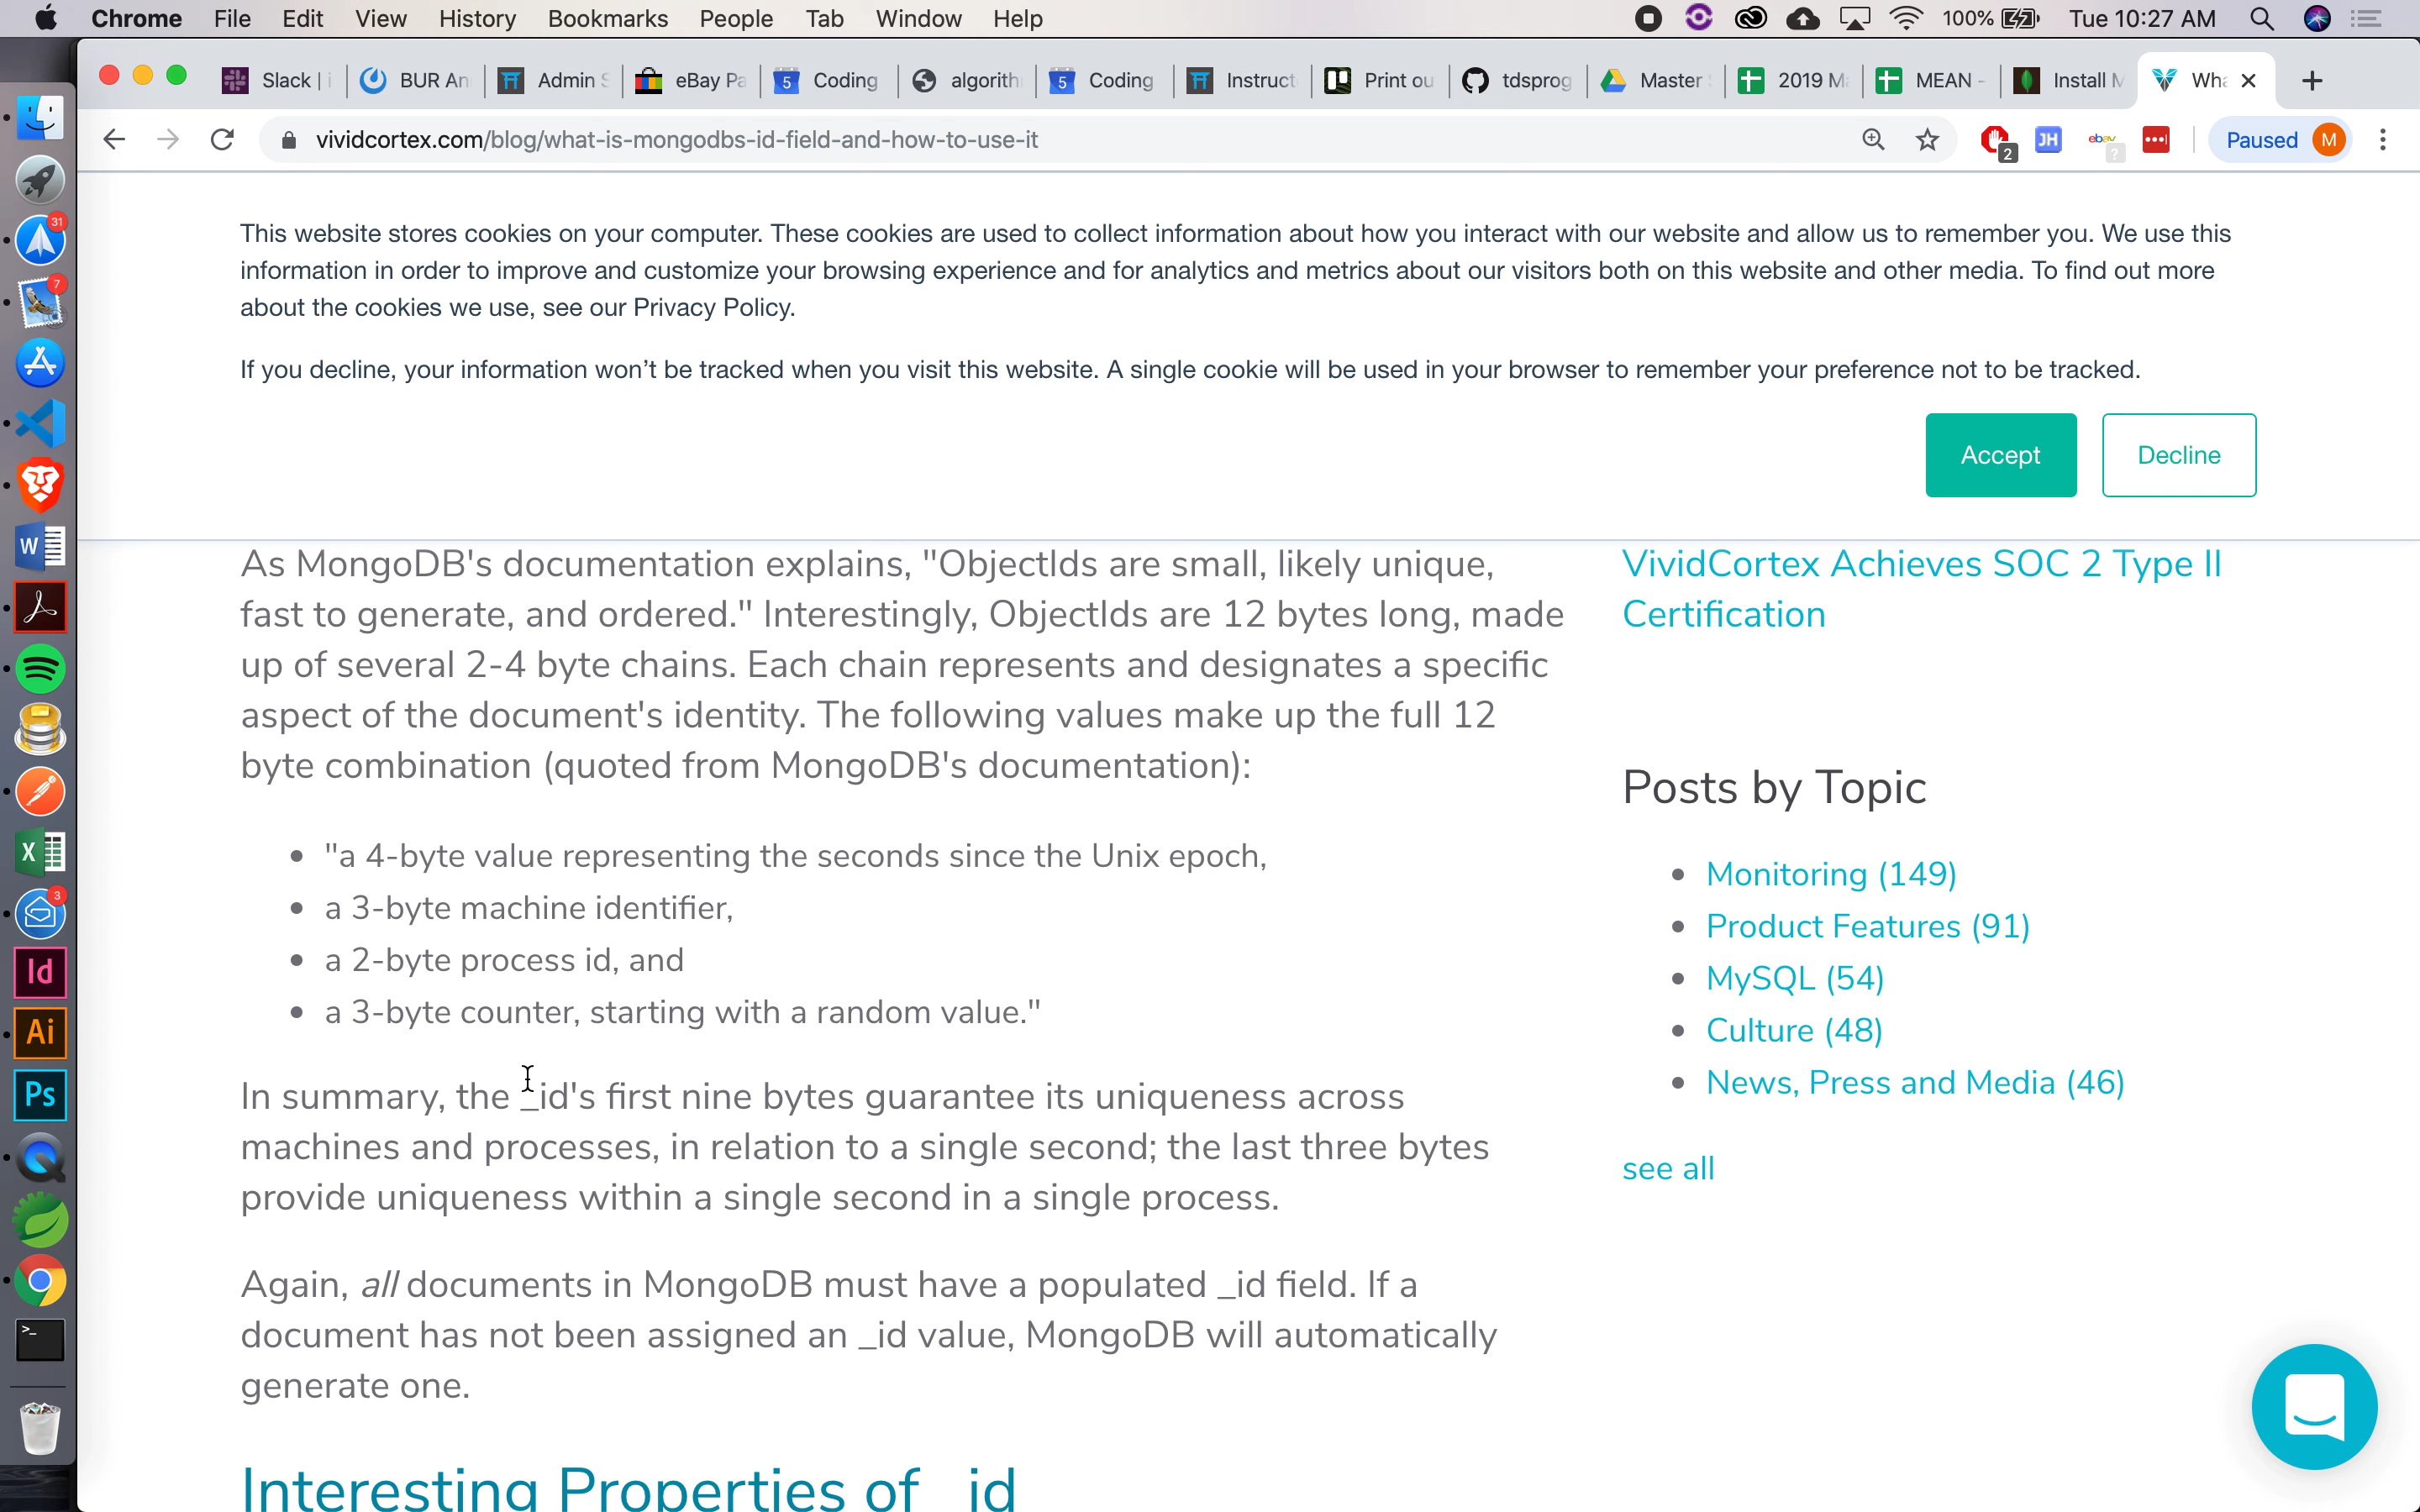 Chrome File Edit View History Bookmarks People Tab Window Help 100% Tue 10:27 AM
Slack | BUR An Admin S eBay Pa Coding algorith Coding Instruct Print ou tdsprog Master 2019 Ma MEAN - Install M Wha
vividcortex.com/blog/what-is-mongodbs-id-field-and-how-to-use-it
2 JH ebay ? Paused M
This website stores cookies on your computer. These cookies are used to collect information about how you interact with our website and allow us to remember you. We use this
information in order to improve and customize your browsing experience and for analytics and metrics about our visitors both on this website and other media. To find out more
about the cookies we use, see our Privacy Policy.
If you decline, your information won’t be tracked when you visit this website. A single cookie will be used in your browser to remember your preference not to be tracked.
Accept Decline
As MongoDB's documentation explains, "ObjectIds are small, likely unique,
fast to generate, and ordered." Interestingly, ObjectIds are 12 bytes long, made
up of several 2-4 byte chains. Each chain represents and designates a specific
aspect of the document's identity. The following values make up the full 12
byte combination (quoted from MongoDB's documentation):
"a 4-byte value representing the seconds since the Unix epoch,
a 3-byte machine identifier,
a 2-byte process id, and
a 3-byte counter, starting with a random value."
In summary, the _id's first nine bytes guarantee its uniqueness across
machines and processes, in relation to a single second; the last three bytes
provide uniqueness within a single second in a single process.
Again, all documents in MongoDB must have a populated _id field. If a
document has not been assigned an _id value, MongoDB will automatically
generate one.
Interesting Properties of _id
VividCortex Achieves SOC 2 Type II
Certification
Posts by Topic
Monitoring (149)
Product Features (91)
MySQL (54)
Culture (48)
News, Press and Media (46)
see all
31
7
W
X
3
Id
Ai
Ps